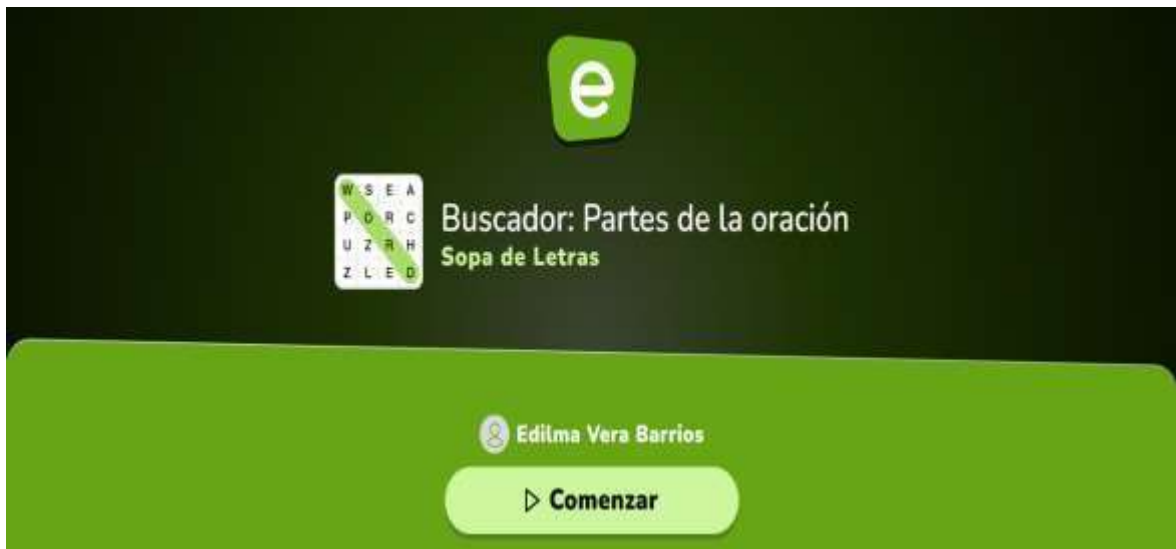 e
W S E A
P O R C
U Z R H
Z L E D
Buscador: Partes de la oración
Sopa de Letras
Edilma Vera Barrios
Comenzar